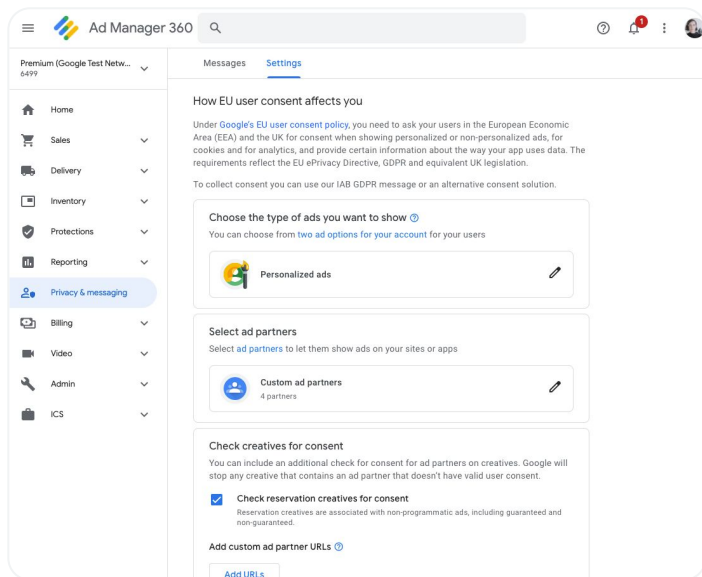 Ad Manager 360
1
Premium (Google Test Netw...
6499
Home
Sales
Delivery
Inventory
Protections
Reporting
Privacy & messaging
Billing
Video
Admin
ICS
Messages Settings
How EU user consent affects you
Under Google's EU user consent policy, you need to ask your users in the European Economic
Area (EEA) and the UK for consent when showing personalized or non-personalized ads, for
cookies and for analytics, and provide certain information about the way your app uses data. The
requirements reflect the EU ePrivacy Directive, GDPR and equivalent UK legislation.
To collect consent you can use our IAB GDPR message or an alternative consent solution.
Choose the type of ads you want to show
You can choose from two ad options for your account for your users
Personalized ads
Select ad partners
Select ad partners to let them show ads on your sites or apps
Custom ad partners
4 partners
Check creatives for consent
You can include an additional check for consent for ad partners on creatives. Google will
stop any creative that contains an ad partner that doesn't have valid user consent.
Check reservation creatives for consent
Reservation creatives are associated with non-programmatic ads, including guaranteed and
non-guaranteed.
Add custom ad partner URLs
Add URLs